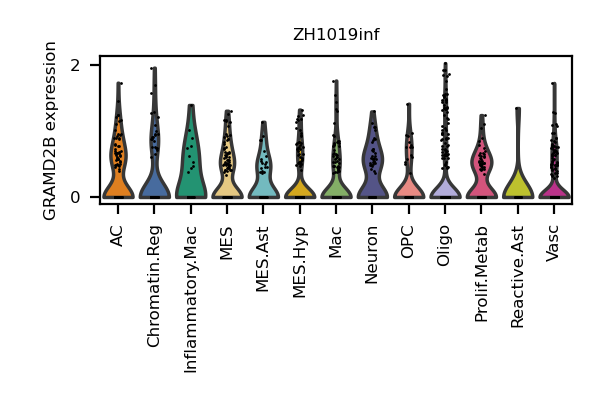 ZH1019inf
GRAMD2B expression
2
0
AC
Chromatin.Reg
Inflammatory.Mac
MES
MES.Ast
MES.Hyp
Mac
Neuron
OPC
Oligo
Prolif.Metab
Reactive.Ast
Vasc